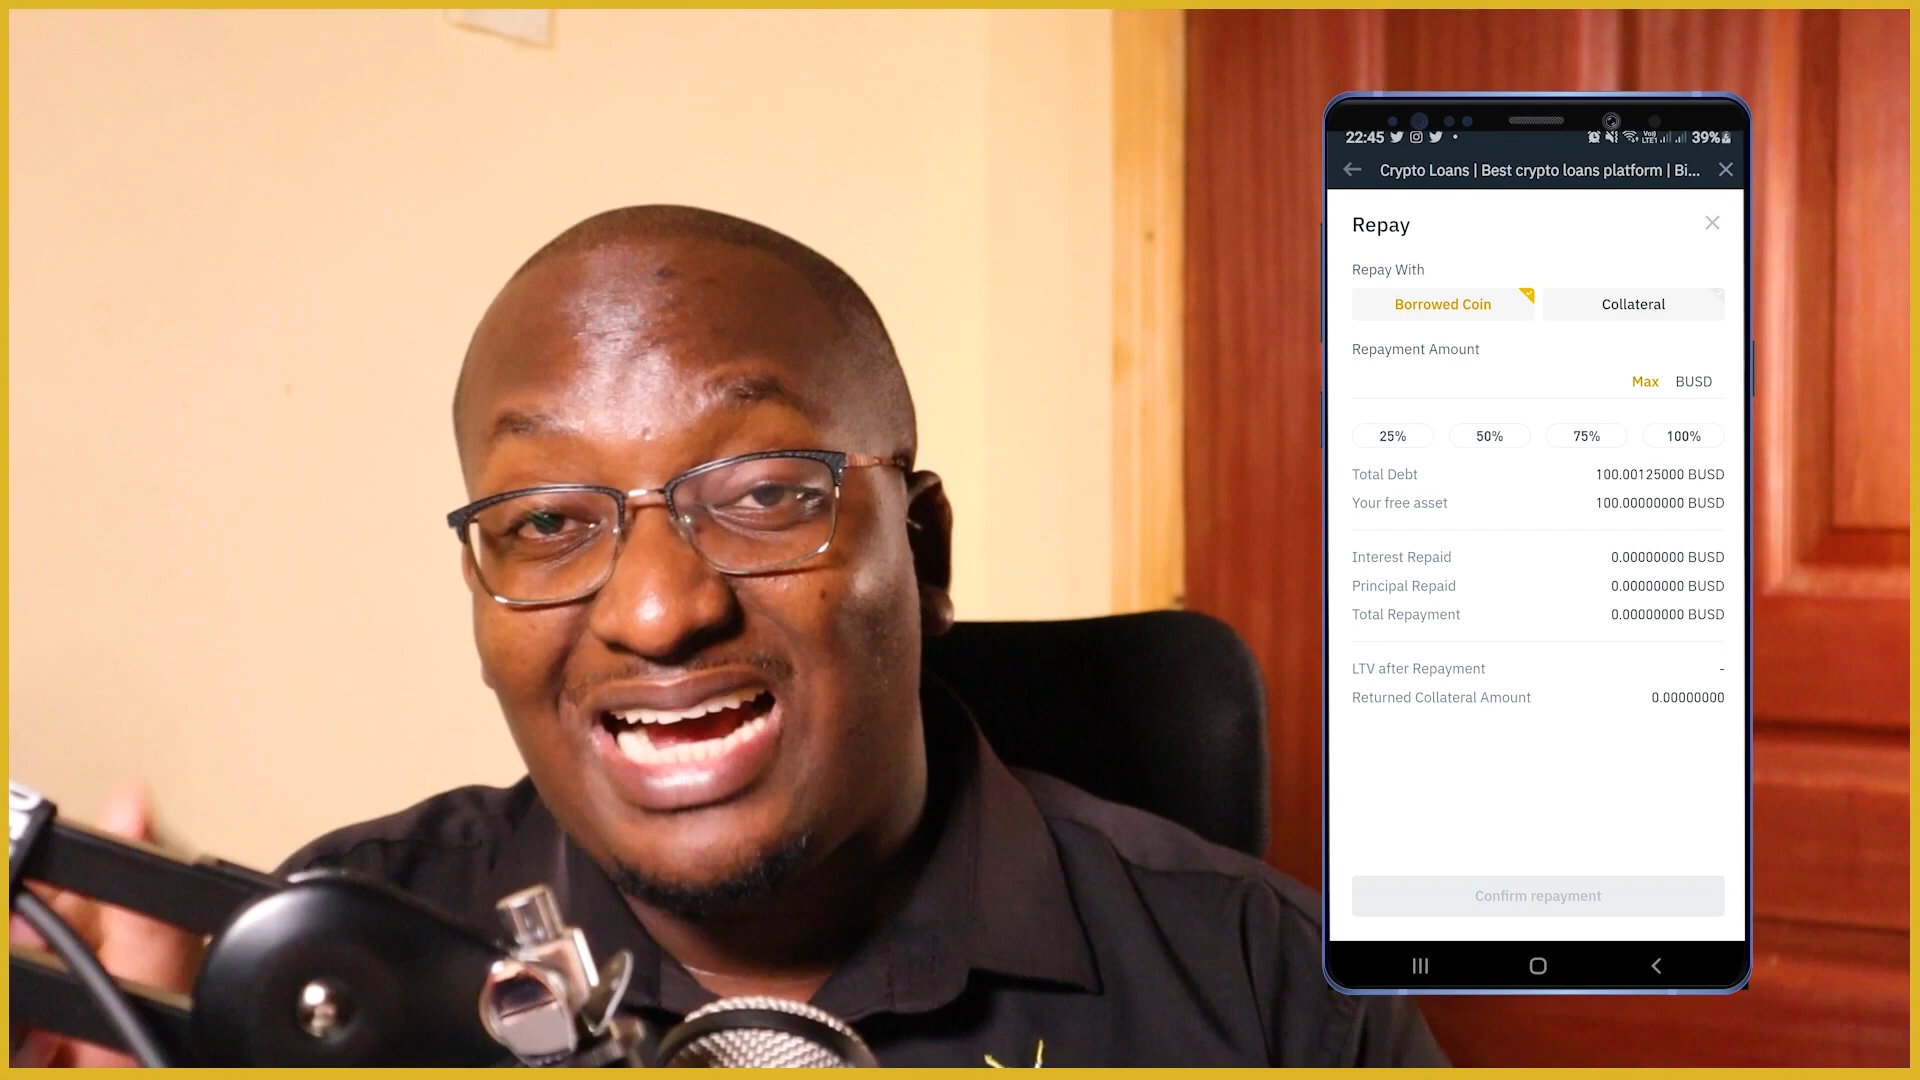 22:45
39%
Crypto Loans | Best crypto loans platform | Bi...
Repay
Repay With
Borrowed Coin Collateral
Repayment Amount
Max BUSD
25% 50% 75% 100%
Total Debt 100.00125000 BUSD
Your free asset 100.00000000 BUSD
Interest Repaid 0.00000000 BUSD
Principal Repaid 0.00000000 BUSD
Total Repayment 0.00000000 BUSD
LTV after Repayment -
Returned Collateral Amount 0.00000000
Confirm repayment